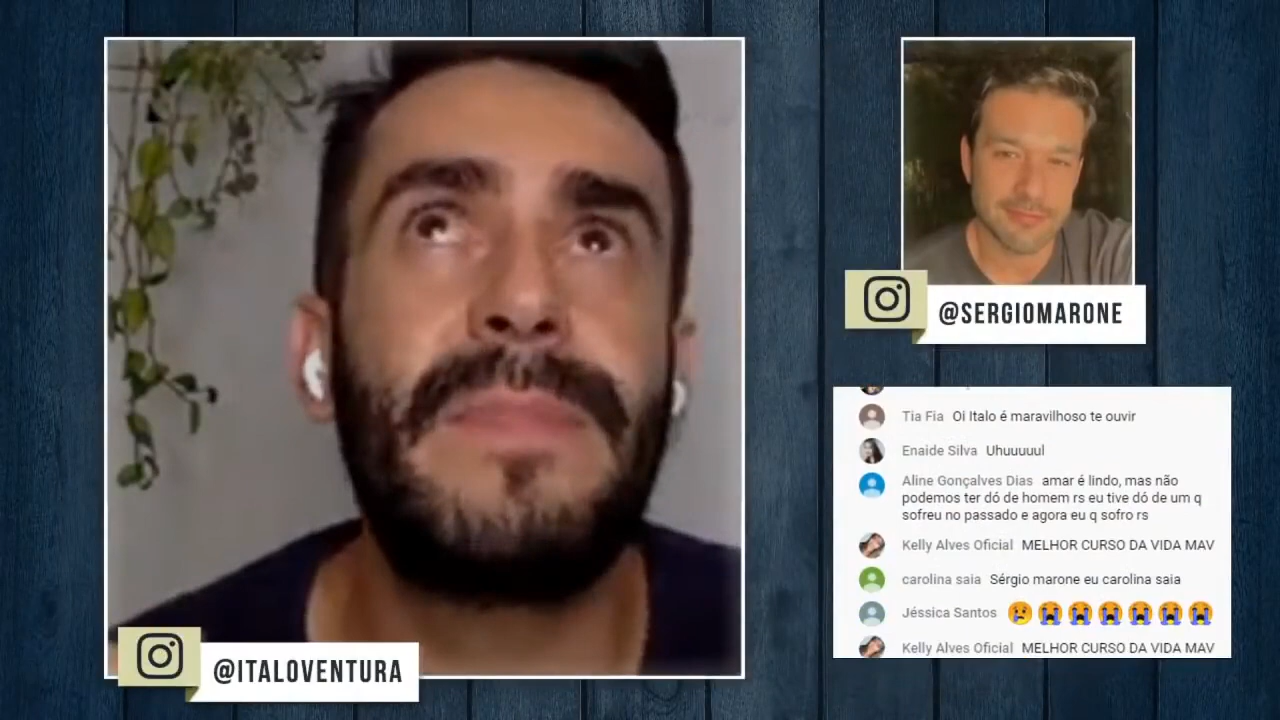 @ITALOVENTURA
@SERGIOMARONE
Tia Fia Oi Italo é maravilhoso te ouvir
Enaide Silva Uhuuuuul
Aline Gonçalves Dias amar é lindo, mas não
podemos ter dó de homem rs eu tive dó de um q
sofreu no passado e agora eu q sofro rs
Kelly Alves Oficial MELHOR CURSO DA VIDA MAV
carolina saia Sérgio marone eu carolina saia
Jéssica Santos 😢😭😭😭😭😭😭
Kelly Alves Oficial MELHOR CURSO DA VIDA MAV